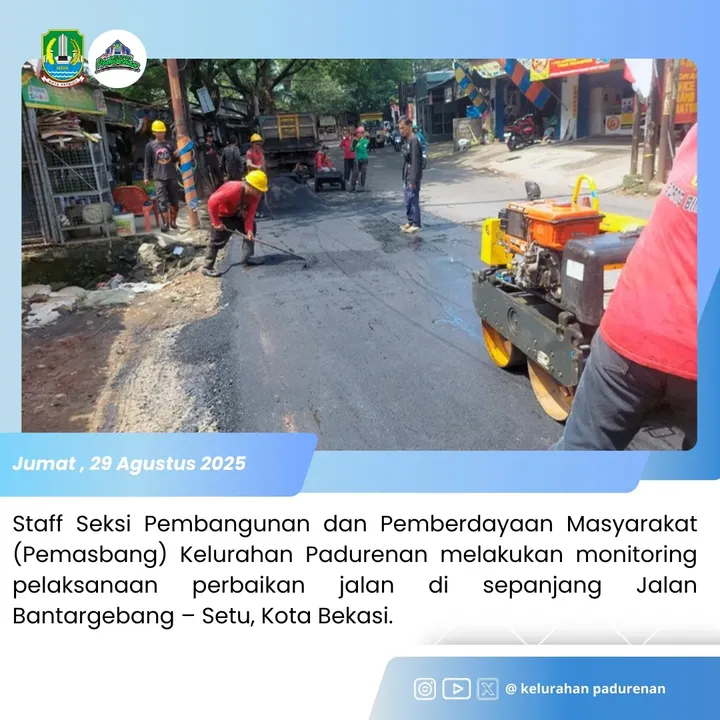 Jumat , 29 Agustus 2025
Staff Seksi Pembangunan dan Pemberdayaan Masyarakat
(Pemasbang) Kelurahan Padurenan melakukan monitoring
pelaksanaan perbaikan jalan di sepanjang Jalan
Bantargebang – Setu, Kota Bekasi.
@ kelurahan padurenan